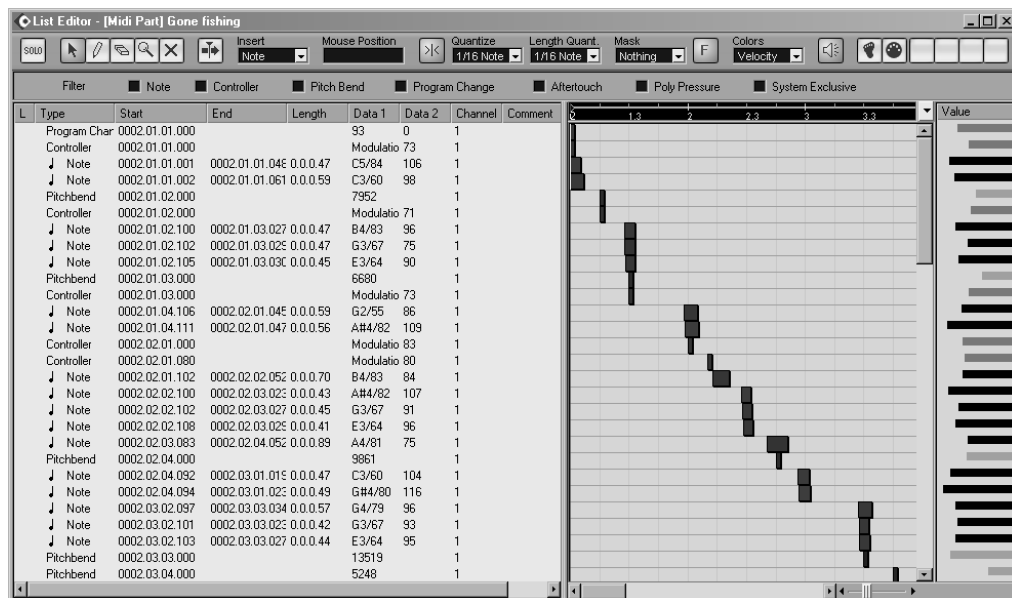 List Editor - [Midi Part] Gone fishing
SOLO Insert Mouse Position Quantize Length Quant. Mask Colors
Note 1/16 Note 1/16 Note Nothing F Velocity
Filter Note Controller Pitch Bend Program Change Aftertouch Poly Pressure System Exclusive
L Type Start End Length Data 1 Data 2 Channel Comment 2 1.3 2 2.3 3 3.3 Value
Program Char 0002.01.01.000 93 0 1
Controller 0002.01.01.000 Modulatio 73 1
Note 0002.01.01.001 0002.01.01.048 0.0.0.47 C5/84 106 1
Note 0002.01.01.002 0002.01.01.061 0.0.0.59 C3/60 98 1
Pitchbend 0002.01.02.000 7952 1
Controller 0002.01.02.000 Modulatio 71 1
Note 0002.01.02.100 0002.01.03.027 0.0.0.47 B4/83 96 1
Note 0002.01.02.102 0002.01.03.029 0.0.0.47 G3/67 75 1
Note 0002.01.02.105 0002.01.03.030 0.0.0.45 E3/64 90 1
Pitchbend 0002.01.03.000 6680 1
Controller 0002.01.03.000 Modulatio 73 1
Note 0002.01.04.106 0002.02.01.045 0.0.0.59 G2/55 86 1
Note 0002.01.04.111 0002.02.01.047 0.0.0.56 A#4/82 109 1
Controller 0002.02.01.000 Modulatio 83 1
Controller 0002.02.01.080 Modulatio 80 1
Note 0002.02.01.102 0002.02.02.052 0.0.0.70 B4/83 84 1
Note 0002.02.02.100 0002.02.03.023 0.0.0.43 A#4/82 107 1
Note 0002.02.02.102 0002.02.03.027 0.0.0.45 G3/67 91 1
Note 0002.02.02.108 0002.02.03.029 0.0.0.41 E3/64 96 1
Note 0002.02.03.083 0002.02.04.052 0.0.0.89 A4/81 75 1
Pitchbend 0002.02.04.000 9861 1
Note 0002.02.04.092 0002.03.01.019 0.0.0.47 C3/60 104 1
Note 0002.02.04.094 0002.03.01.023 0.0.0.49 G#4/80 116 1
Note 0002.03.02.097 0002.03.03.034 0.0.0.57 G4/79 96 1
Note 0002.03.02.101 0002.03.03.023 0.0.0.42 G3/67 93 1
Note 0002.03.02.103 0002.03.03.027 0.0.0.44 E3/64 95 1
Pitchbend 0002.03.03.000 13519 1
Pitchbend 0002.03.04.000 5248 1